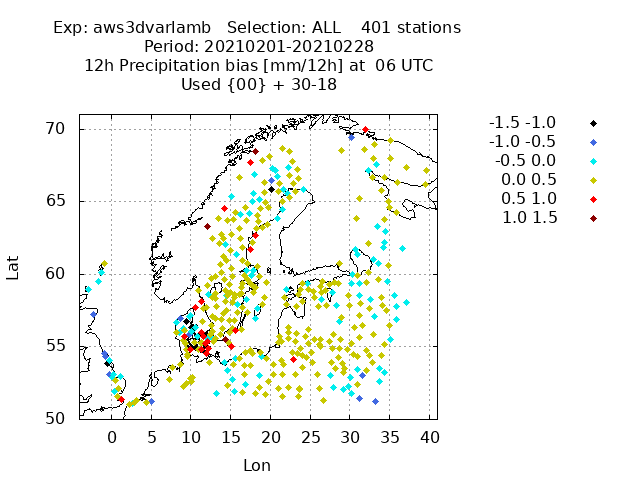 Exp: aws3dvarlamb   Selection: ALL    401 stations
Period: 20210201-20210228
12h Precipitation bias [mm/12h] at  06 UTC
Used {00} + 30-18
-1.5 -1.0
-1.0 -0.5
-0.5 0.0
0.0 0.5
0.5 1.0
1.0 1.5
70
65
60
55
50
Lat
0 5 10 15 20 25 30 35 40
Lon